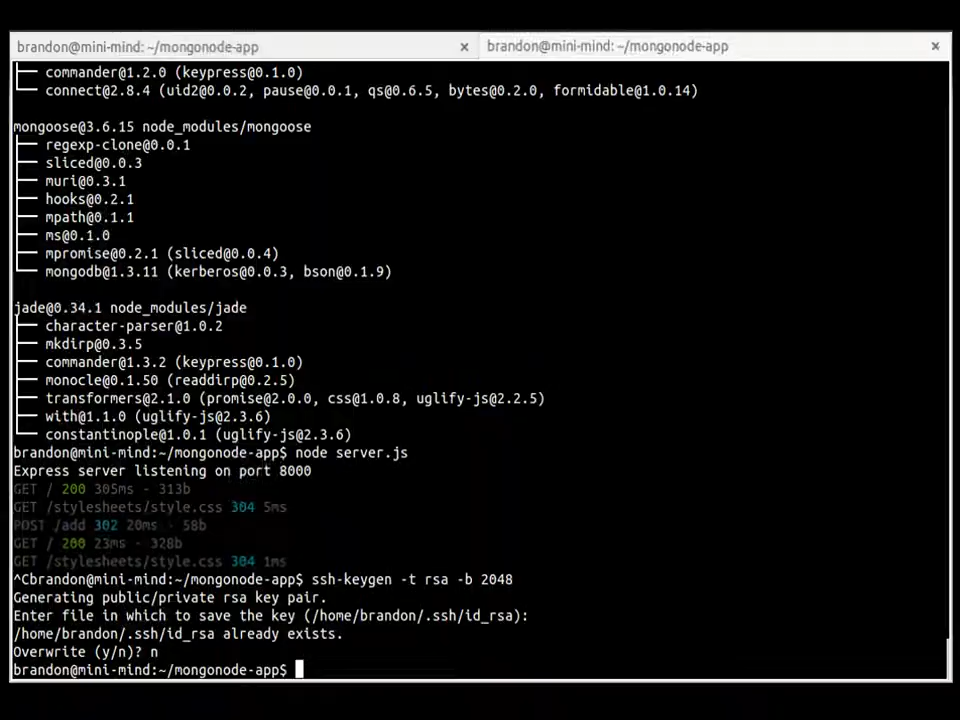 brandon@mini-mind: ~/mongonode-app × brandon@mini-mind: ~/mongonode-app ×
├── commander@1.2.0 (keypress@0.1.0)
└── connect@2.8.4 (uid2@0.0.2, pause@0.0.1, qs@0.6.5, bytes@0.2.0, formidable@1.0.14)
mongoose@3.6.15 node_modules/mongoose
├── regexp-clone@0.0.1
├── sliced@0.0.3
├── muri@0.3.1
├── hooks@0.2.1
├── mpath@0.1.1
├── ms@0.1.0
├── mpromise@0.2.1 (sliced@0.0.4)
└── mongodb@1.3.11 (kerberos@0.0.3, bson@0.1.9)
jade@0.34.1 node_modules/jade
├── character-parser@1.0.2
├── mkdirp@0.3.5
├── commander@1.3.2 (keypress@0.1.0)
├── monocle@0.1.50 (readdirp@0.2.5)
├── transformers@2.1.0 (promise@2.0.0, css@1.0.8, uglify-js@2.2.5)
├── with@1.1.0 (uglify-js@2.3.6)
└── constantinople@1.0.1 (uglify-js@2.3.6)
brandon@mini-mind:~/mongonode-app$ node server.js
Express server listening on port 8000
GET / 200 305ms - 313b
GET /stylesheets/style.css 304 5ms
POST /add 302 20ms - 58b
GET / 200 23ms - 328b
GET /stylesheets/style.css 304 1ms
^Cbrandon@mini-mind:~/mongonode-app$ ssh-keygen -t rsa -b 2048
Generating public/private rsa key pair.
Enter file in which to save the key (/home/brandon/.ssh/id_rsa):
/home/brandon/.ssh/id_rsa already exists.
Overwrite (y/n)? n
brandon@mini-mind:~/mongonode-app$